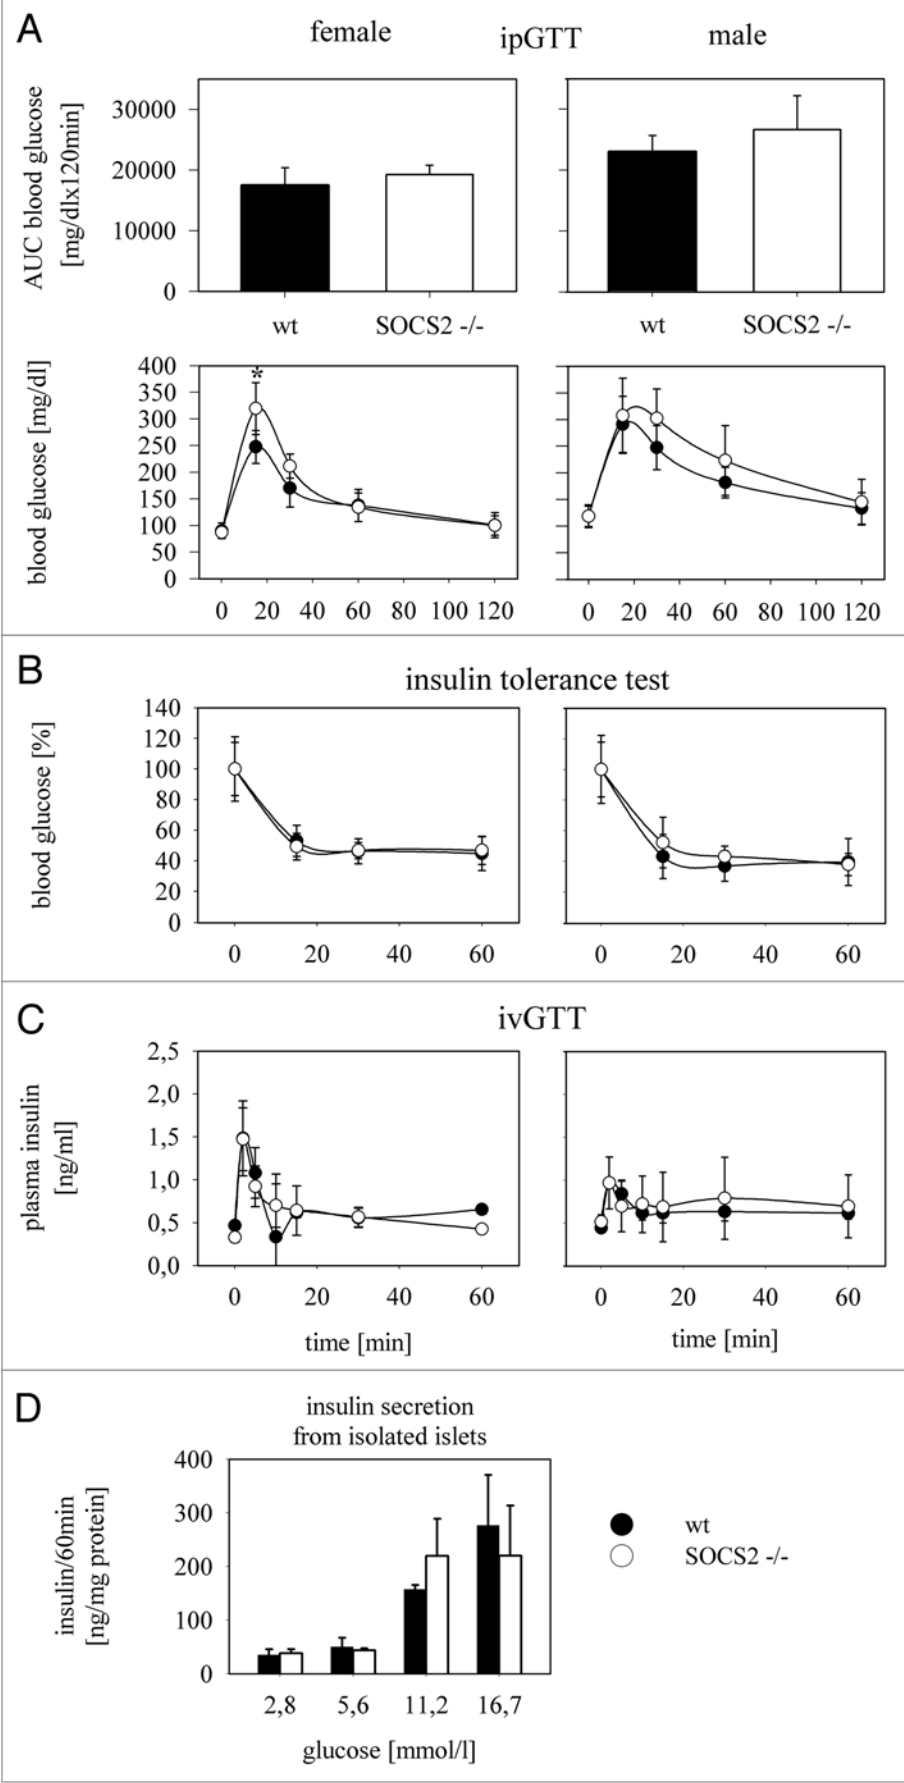 A
female ipGTT male
AUC blood glucose
[mg/dlx120min]
30000
20000
10000
0
wt SOCS2 -/- wt SOCS2 -/-
blood glucose [mg/dl]
400
350
300
250
200
150
100
50
0
*
0 20 40 60 80 100 120 0 20 40 60 80 100 120
B
insulin tolerance test
blood glucose [%]
140
120
100
80
60
40
20
0
0 20 40 60 0 20 40 60
C
ivGTT
plasma insulin
[ng/ml]
2,5
2,0
1,5
1,0
0,5
0,0
0 20 40 60 0 20 40 60
time [min] time [min]
D
insulin secretion
from isolated islets
insulin/60min
[ng/mg protein]
400
300
200
100
0
2,8 5,6 11,2 16,7
glucose [mmol/l]
wt
SOCS2 -/-